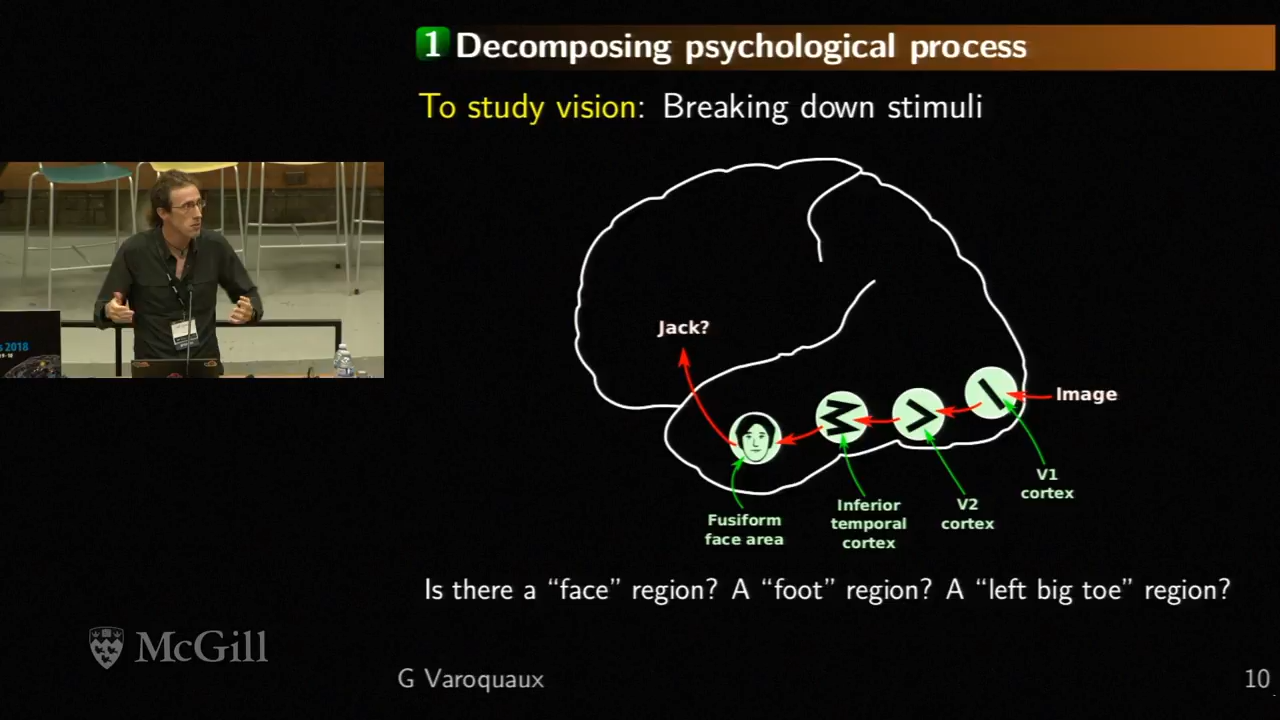 1 Decomposing psychological process
To study vision: Breaking down stimuli
Jack?
Image
V1
cortex
V2
cortex
Inferior
temporal
cortex
Fusiform
face area
Is there a “face” region? A “foot” region? A “left big toe” region?
2018
McGill
G Varoquaux
10